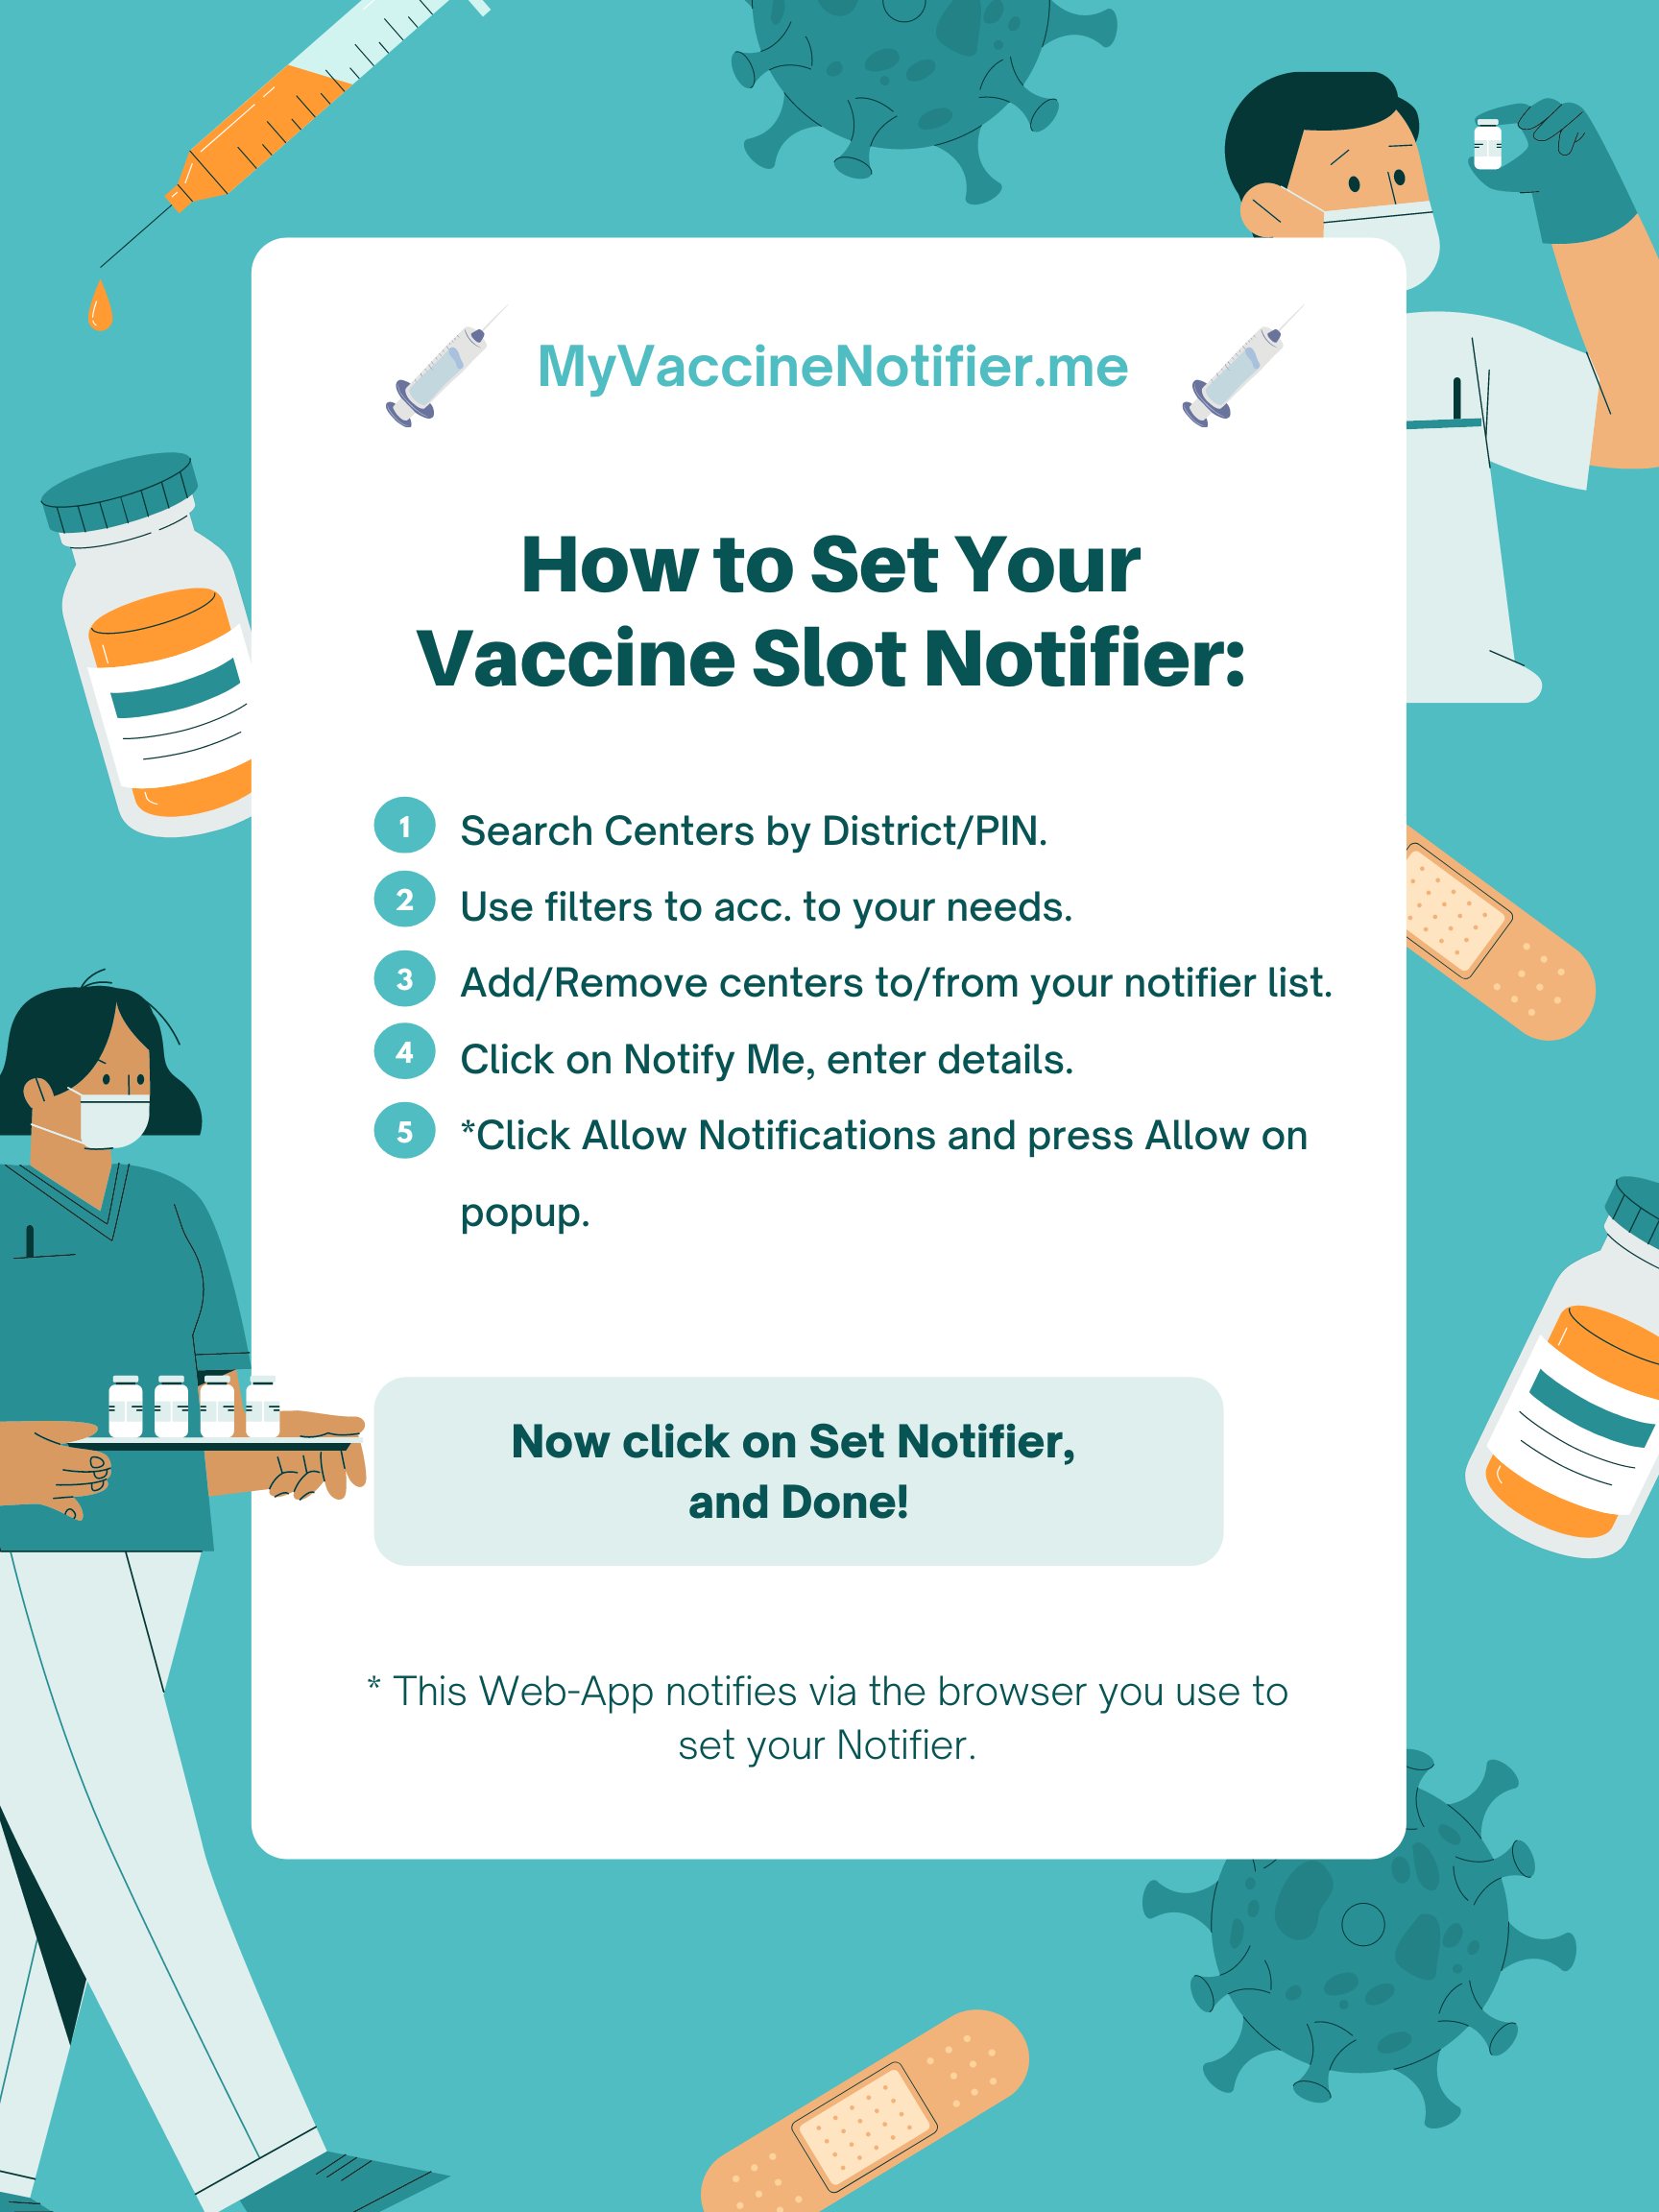 MyVaccineNotifier.me
How to Set Your
Vaccine Slot Notifier:
1 Search Centers by District/PIN.
2 Use filters to acc. to your needs.
3 Add/Remove centers to/from your notifier list.
4 Click on Notify Me, enter details.
5 *Click Allow Notifications and press Allow on
popup.
Now click on Set Notifier,
and Done!
* This Web-App notifies via the browser you use to
set your Notifier.